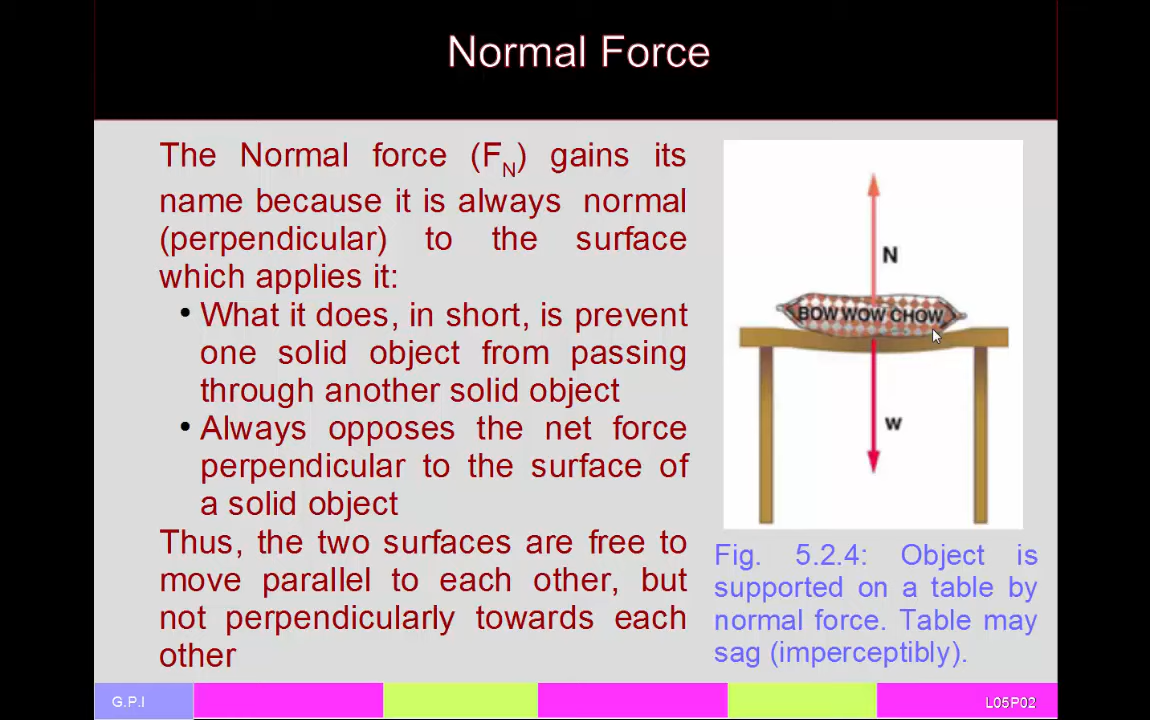 Normal Force
The Normal force (FN) gains its
name because it is always normal
(perpendicular) to the surface
which applies it:
• What it does, in short, is prevent
one solid object from passing
through another solid object
• Always opposes the net force
perpendicular to the surface of
a solid object
Thus, the two surfaces are free to
move parallel to each other, but
not perpendicularly towards each
other
N
BOW WOW CHOW
w
Fig. 5.2.4: Object is
supported on a table by
normal force. Table may
sag (imperceptibly).
G.P.I
L05P02